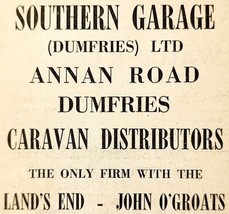 SOUTHERN GARAGE
(DUMFRIES) LTD
ANNAN ROAD
DUMFRIES
CARAVAN DISTRIBUTORS
THE ONLY FIRM WITH THE
LAND'S END - JOHN O'GROATS